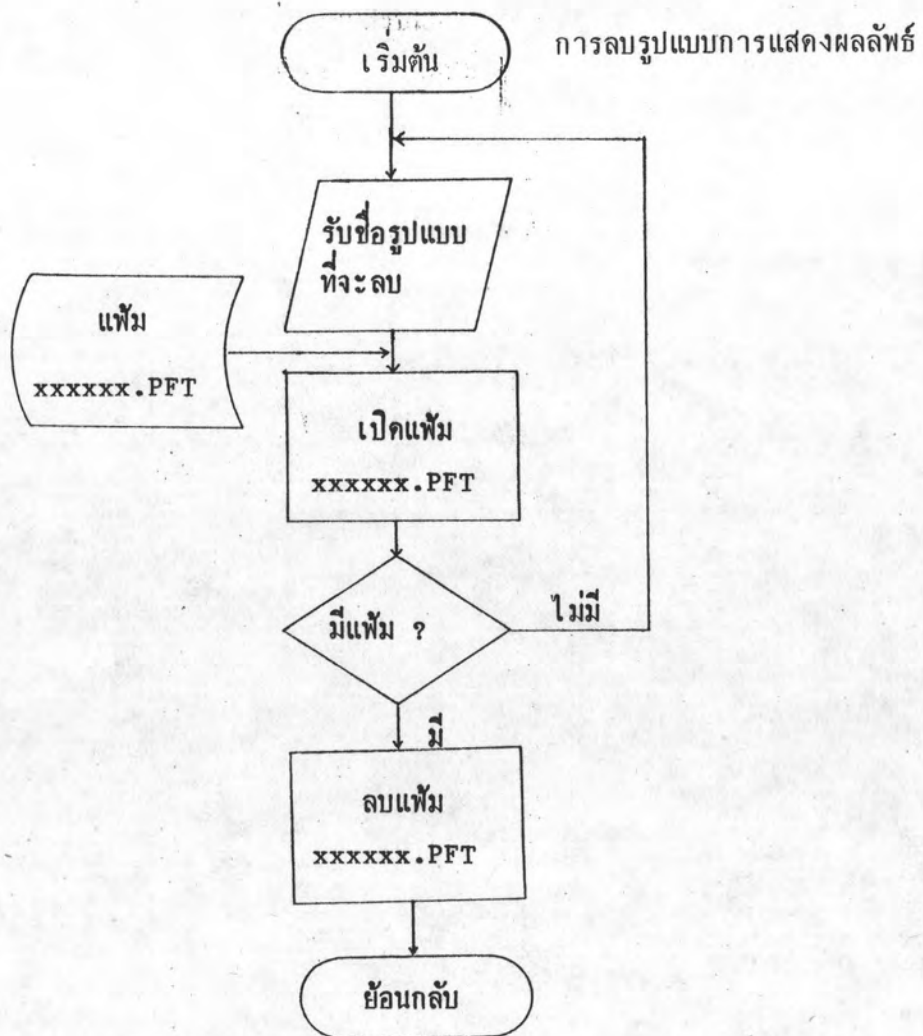 การลบรูปแบบการแสดงผลลัพธ์
เริ่มต้น
รับชื่อรูปแบบ
ที่จะลบ
แฟ้ม
xxxxxx.PFT
เปิดแฟ้ม
xxxxxx.PFT
มีแฟ้ม ?
ไม่มี
มี
ลบแฟ้ม
xxxxxx.PFT
ย้อนกลับ